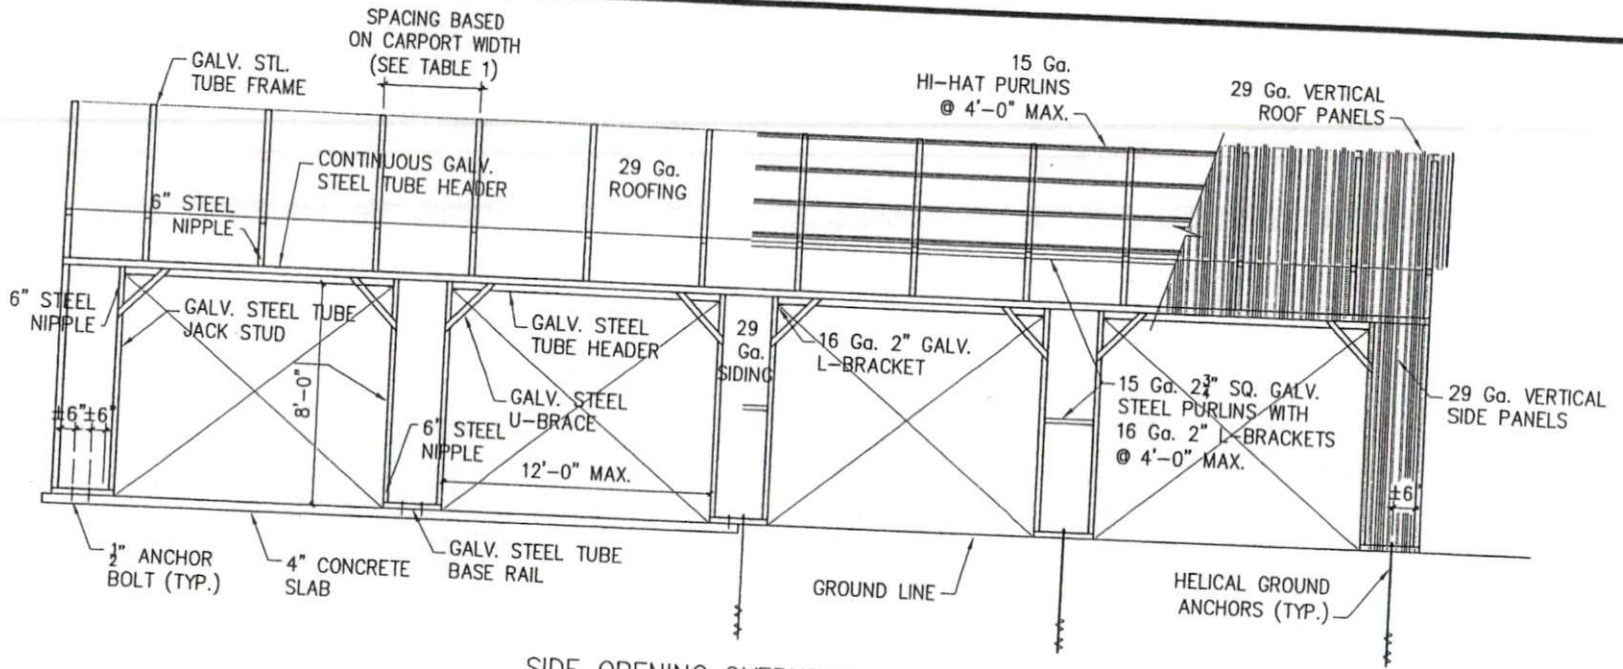 SPACING BASED
ON CARPORT WIDTH
(SEE TABLE 1)
GALV. STL.
TUBE FRAME
15 Ga.
HI-HAT PURLINS
@ 4'-0" MAX.
29 Ga. VERTICAL
ROOF PANELS
CONTINUOUS GALV.
STEEL TUBE HEADER
29 Ga.
ROOFING
6" STEEL
NIPPLE
6" STEEL
NIPPLE
GALV. STEEL TUBE
JACK STUD
8'-0"
GALV. STEEL
TUBE HEADER
29
Ga.
SIDING
16 Ga. 2" GALV.
L-BRACKET
GALV. STEEL
U-BRACE
15 Ga. 2¾" SQ. GALV.
STEEL PURLINS WITH
16 Ga. 2" L-BRACKETS
@ 4'-0" MAX.
29 Ga. VERTICAL
SIDE PANELS
±6" ±6"
6" STEEL
NIPPLE
12'-0" MAX.
±6"
½" ANCHOR
BOLT (TYP.)
4" CONCRETE
SLAB
GALV. STEEL TUBE
BASE RAIL
GROUND LINE
HELICAL GROUND
ANCHORS (TYP.)
SIDE OPENING